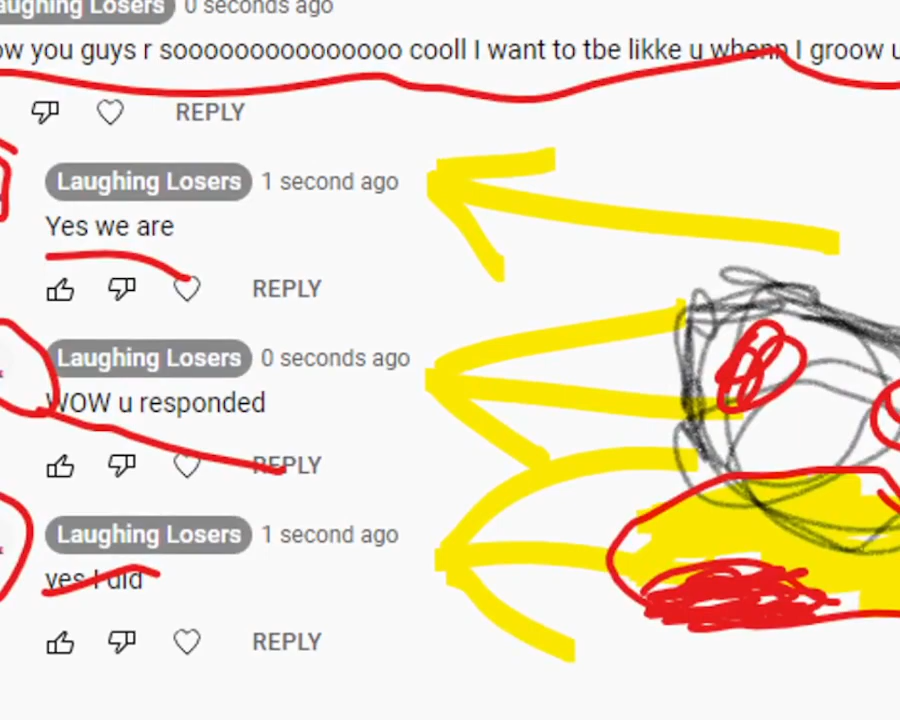 aughing Losers 0 seconds ago
ow you guys r sooooooooooooooo cooll I want to tbe likke u whenn I groow u
REPLY
Laughing Losers 1 second ago
Yes we are
REPLY
Laughing Losers 0 seconds ago
WOW u responded
REPLY
Laughing Losers 1 second ago
yes I did
REPLY